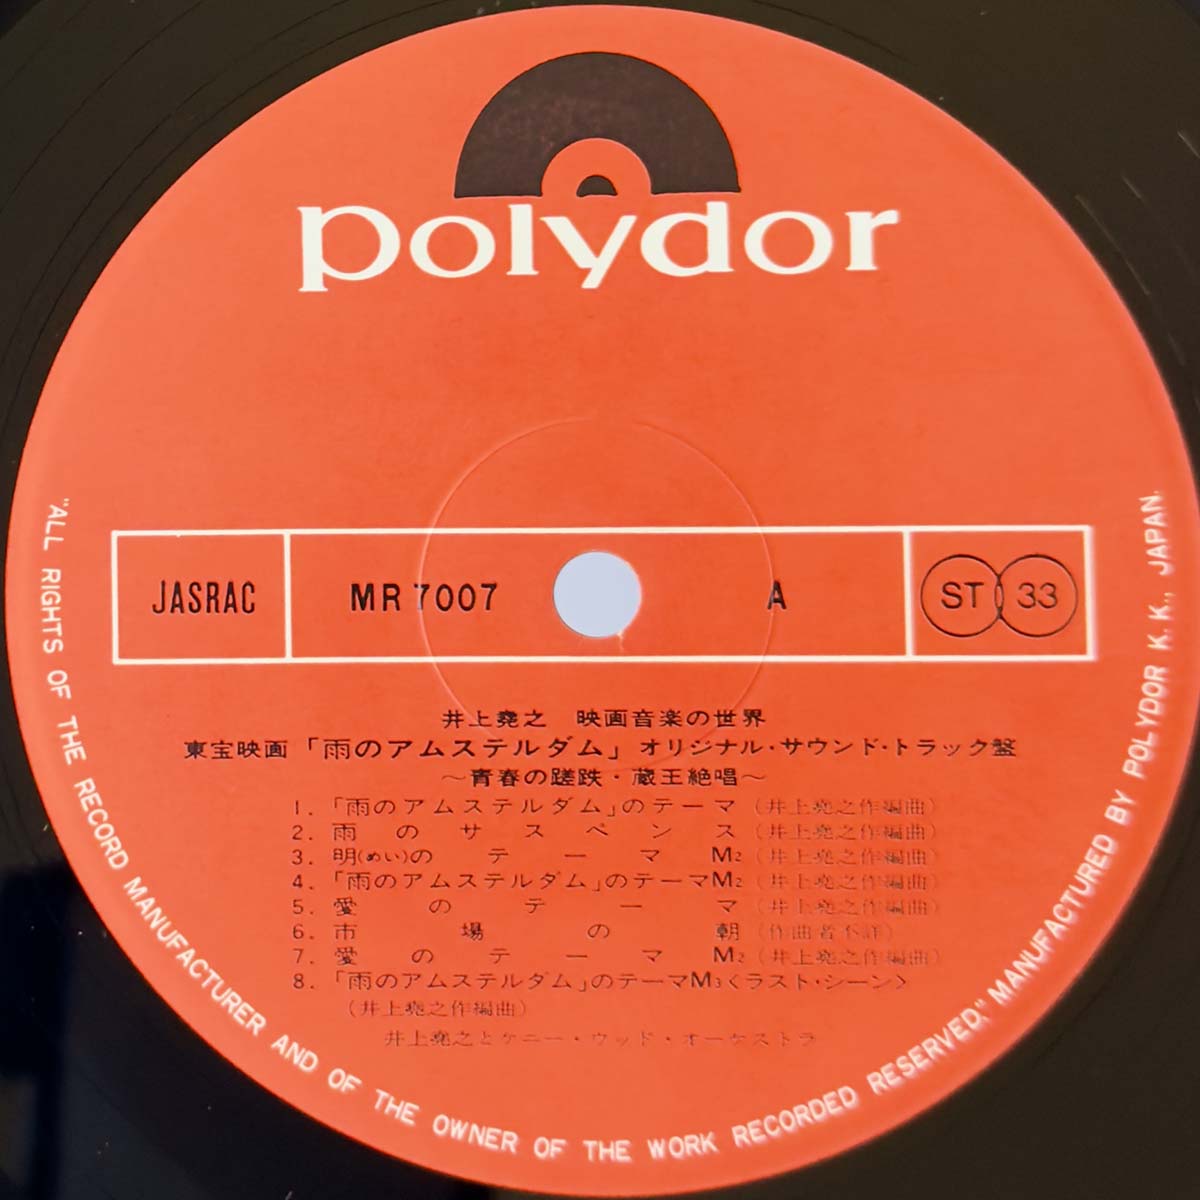 polydor
JASRAC MR 7007 A ST 33
井上堯之 映画音楽の世界
東宝映画「雨のアムステルダム」オリジナル・サウンド・トラック盤
～青春の蹉跌・蔵王絶唱～
1.「雨のアムステルダム」のテーマ(井上堯之作編曲)
2. 雨のサスペンス(井上堯之作編曲)
3. 明(めい)のテーマM2(井上堯之作編曲)
4.「雨のアムステルダム」のテーマM2(井上堯之作編曲)
5. 愛のテーマ(井上堯之作編曲)
6. 市場の朝(作曲者不詳)
7. 愛のテーマM2(井上堯之作編曲)
8.「雨のアムステルダム」のテーマM3<ラスト・シーン>
(井上堯之作編曲)
井上堯之とケニー・ウッド・オーケストラ
"ALL RIGHTS OF THE RECORD MANUFACTURER AND OF THE OWNER OF THE WORK RECORDED RESERVED." MANUFACTURED BY POLYDOR K.K., JAPAN.